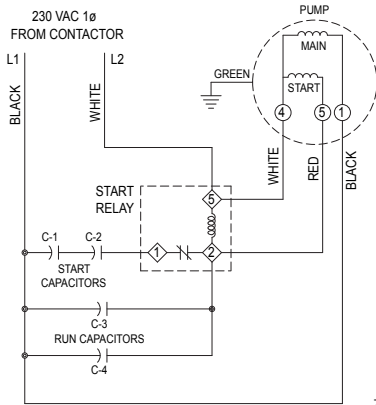 230 VAC 1ø
FROM CONTACTOR
L1
L2
BLACK
WHITE
PUMP
MAIN
START
GREEN
4
5
1
WHITE
RED
BLACK
START
RELAY
5
1
2
C-1
C-2
START
CAPACITORS
C-3
RUN CAPACITORS
C-4